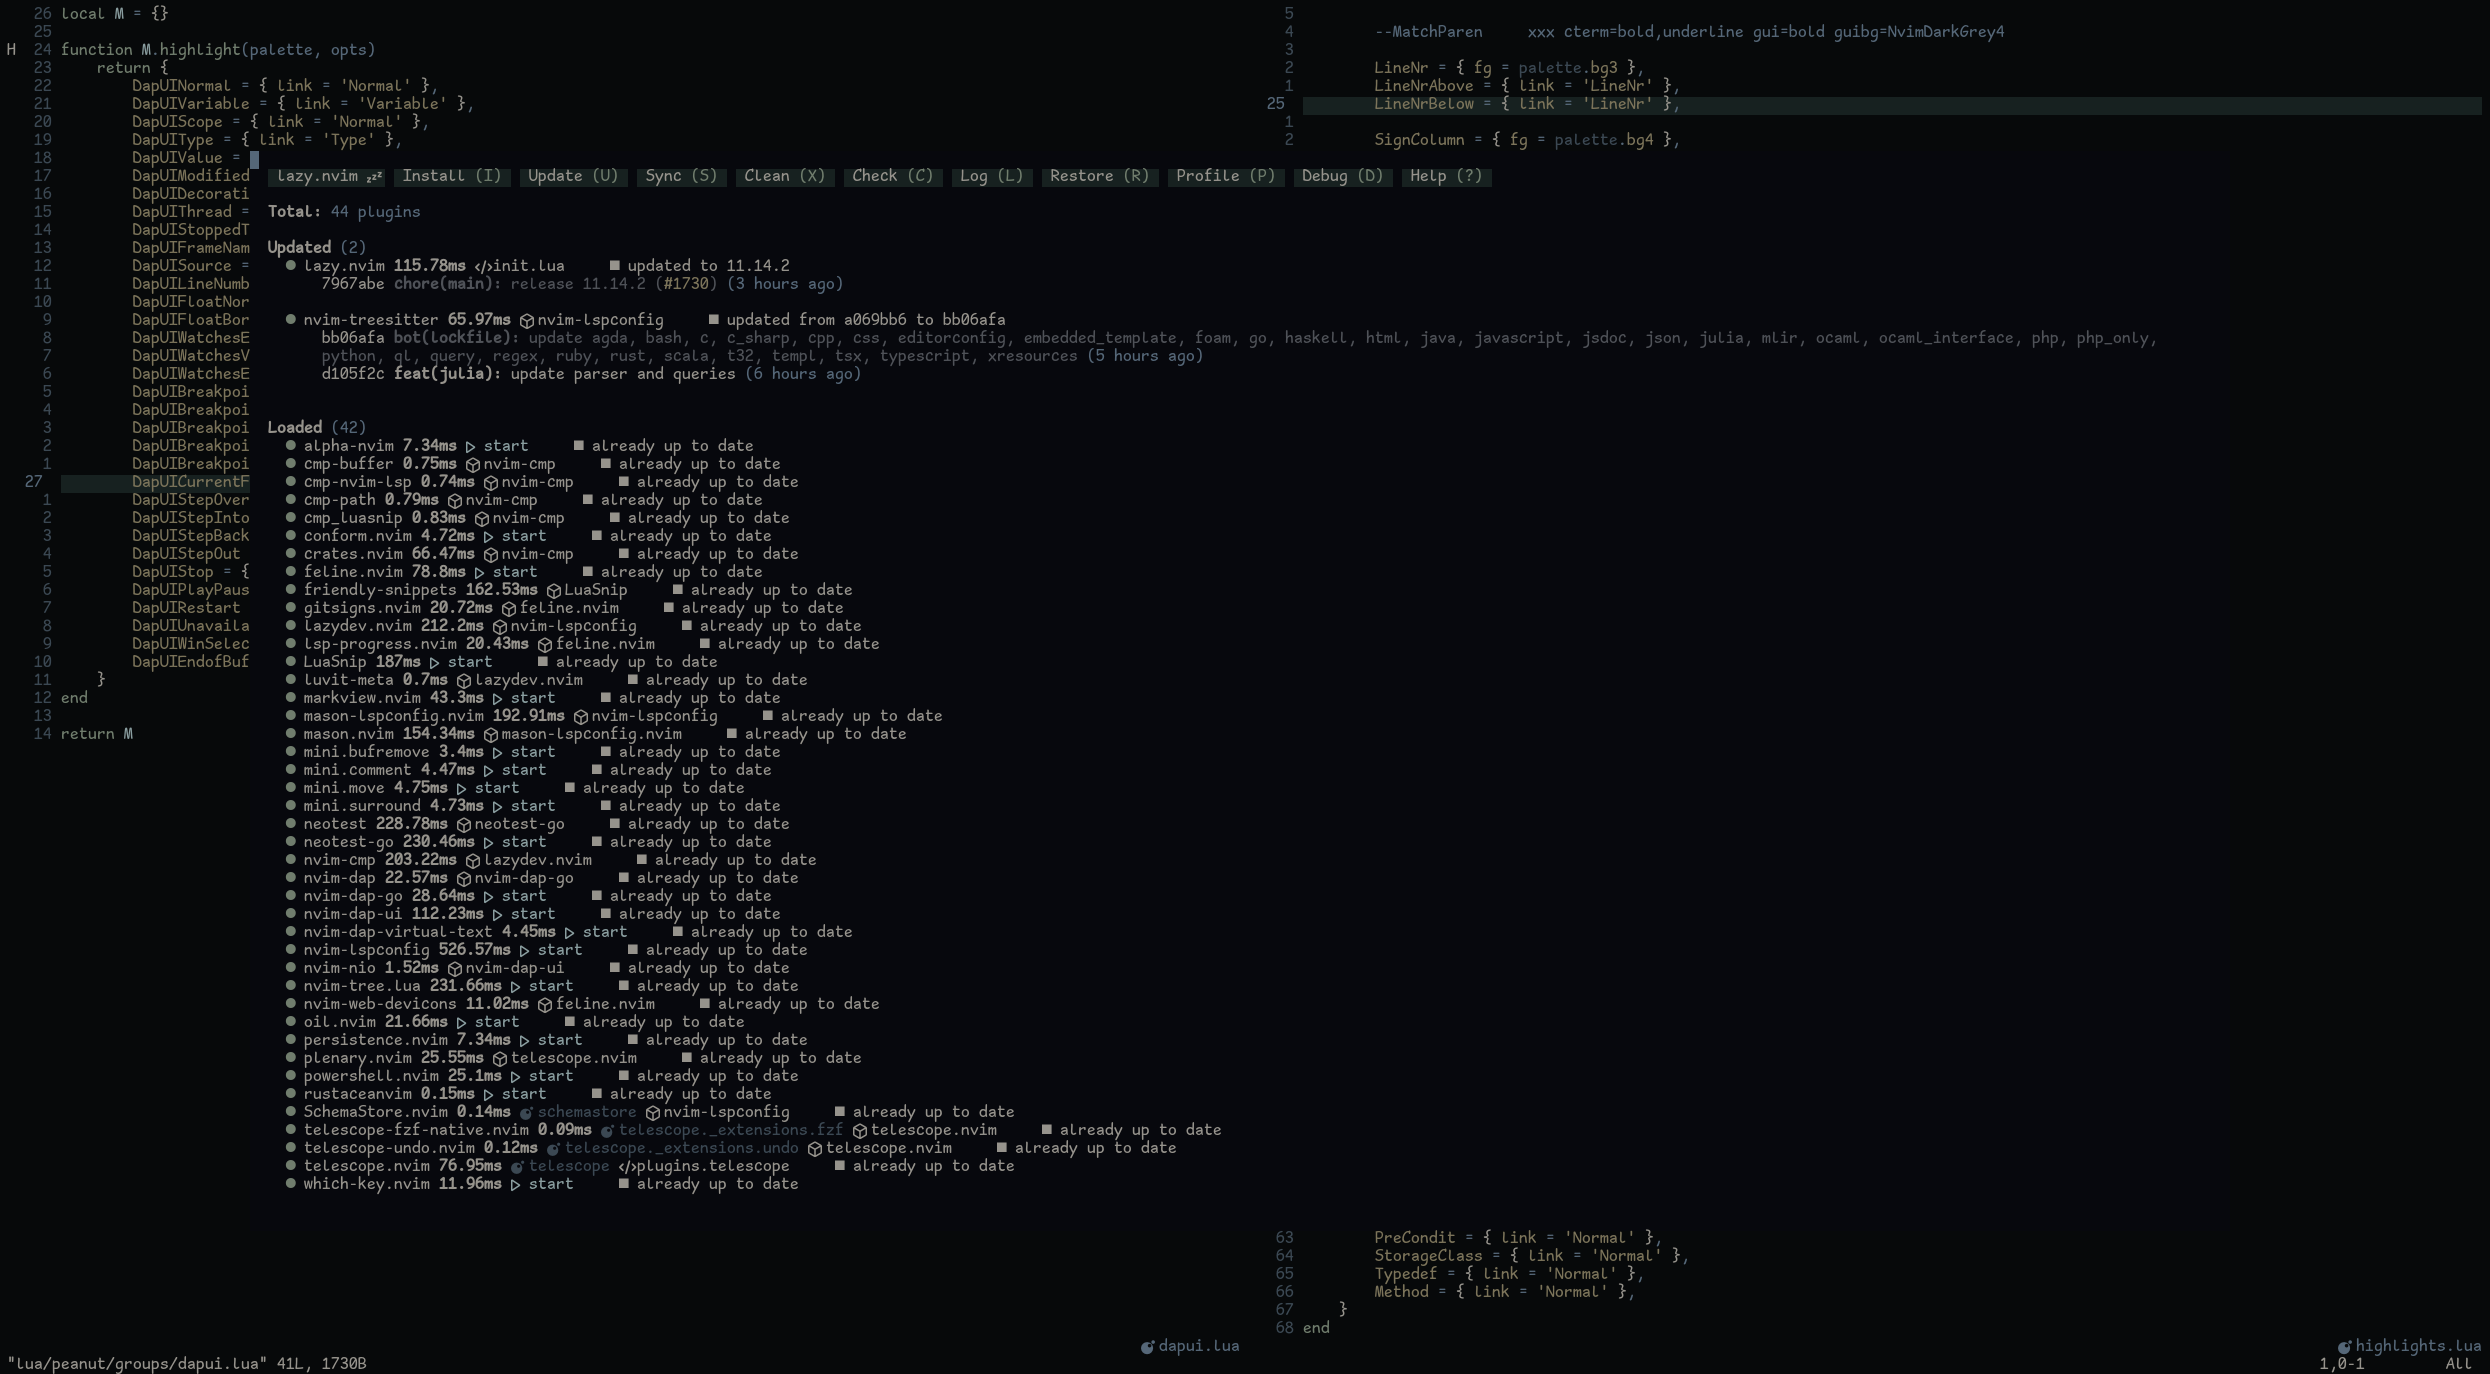 26 local M = {}
25
H 24 function M.highlight(palette, opts)
23 return {
22 DapUINormal = { link = 'Normal' },
21 DapUIVariable = { link = 'Variable' },
20 DapUIScope = { link = 'Normal' },
19 DapUIType = { link = 'Type' },
18 DapUIValue =
17 DapUIModified
16 DapUIDecorati
15 DapUIThread =
14 DapUIStoppedT
13 DapUIFrameNam
12 DapUISource =
11 DapUILineNumb
10 DapUIFloatNor
9 DapUIFloatBor
8 DapUIWatchesE
7 DapUIWatchesV
6 DapUIWatchesE
5 DapUIBreakpoi
4 DapUIBreakpoi
3 DapUIBreakpoi
2 DapUIBreakpoi
1 DapUIBreakpoi
27 DapUICurrentF
1 DapUIStepOver
2 DapUIStepInto
3 DapUIStepBack
4 DapUIStepOut
5 DapUIStop = {
6 DapUIPlayPaus
7 DapUIRestart
8 DapUIUnavaila
9 DapUIWinSelec
10 DapUIEndofBuf
11 }
12 end
13
14 return M
5
4 --MatchParen xxx cterm=bold,underline gui=bold guibg=NvimDarkGrey4
3
2 LineNr = { fg = palette.bg3 },
1 LineNrAbove = { link = 'LineNr' },
25 LineNrBelow = { link = 'LineNr' },
1
2 SignColumn = { fg = palette.bg4 },
lazy.nvim zzz Install (I) Update (U) Sync (S) Clean (X) Check (C) Log (L) Restore (R) Profile (P) Debug (D) Help (?)
Total: 44 plugins
Updated (2)
● lazy.nvim 115.78ms </>init.lua ■ updated to 11.14.2
7967abe chore(main): release 11.14.2 (#1730) (3 hours ago)
● nvim-treesitter 65.97ms nvim-lspconfig ■ updated from a069bb6 to bb06afa
bb06afa bot(lockfile): update agda, bash, c, c_sharp, cpp, css, editorconfig, embedded_template, foam, go, haskell, html, java, javascript, jsdoc, json, julia, mlir, ocaml, ocaml_interface, php, php_only,
python, ql, query, regex, ruby, rust, scala, t32, templ, tsx, typescript, xresources (5 hours ago)
d105f2c feat(julia): update parser and queries (6 hours ago)
Loaded (42)
● alpha-nvim 7.34ms ▷ start ■ already up to date
● cmp-buffer 0.75ms nvim-cmp ■ already up to date
● cmp-nvim-lsp 0.74ms nvim-cmp ■ already up to date
● cmp-path 0.79ms nvim-cmp ■ already up to date
● cmp_luasnip 0.83ms nvim-cmp ■ already up to date
● conform.nvim 4.72ms ▷ start ■ already up to date
● crates.nvim 66.47ms nvim-cmp ■ already up to date
● feline.nvim 78.8ms ▷ start ■ already up to date
● friendly-snippets 162.53ms LuaSnip ■ already up to date
● gitsigns.nvim 20.72ms feline.nvim ■ already up to date
● lazydev.nvim 212.2ms nvim-lspconfig ■ already up to date
● lsp-progress.nvim 20.43ms feline.nvim ■ already up to date
● LuaSnip 187ms ▷ start ■ already up to date
● luvit-meta 0.7ms lazydev.nvim ■ already up to date
● markview.nvim 43.3ms ▷ start ■ already up to date
● mason-lspconfig.nvim 192.91ms nvim-lspconfig ■ already up to date
● mason.nvim 154.34ms mason-lspconfig.nvim ■ already up to date
● mini.bufremove 3.4ms ▷ start ■ already up to date
● mini.comment 4.47ms ▷ start ■ already up to date
● mini.move 4.75ms ▷ start ■ already up to date
● mini.surround 4.73ms ▷ start ■ already up to date
● neotest 228.78ms neotest-go ■ already up to date
● neotest-go 230.46ms ▷ start ■ already up to date
● nvim-cmp 203.22ms lazydev.nvim ■ already up to date
● nvim-dap 22.57ms nvim-dap-go ■ already up to date
● nvim-dap-go 28.64ms ▷ start ■ already up to date
● nvim-dap-ui 112.23ms ▷ start ■ already up to date
● nvim-dap-virtual-text 4.45ms ▷ start ■ already up to date
● nvim-lspconfig 526.57ms ▷ start ■ already up to date
● nvim-nio 1.52ms nvim-dap-ui ■ already up to date
● nvim-tree.lua 231.66ms ▷ start ■ already up to date
● nvim-web-devicons 11.02ms feline.nvim ■ already up to date
● oil.nvim 21.66ms ▷ start ■ already up to date
● persistence.nvim 7.34ms ▷ start ■ already up to date
● plenary.nvim 25.55ms telescope.nvim ■ already up to date
● powershell.nvim 25.1ms ▷ start ■ already up to date
● rustaceanvim 0.15ms ▷ start ■ already up to date
● SchemaStore.nvim 0.14ms schemastore nvim-lspconfig ■ already up to date
● telescope-fzf-native.nvim 0.09ms telescope._extensions.fzf telescope.nvim ■ already up to date
● telescope-undo.nvim 0.12ms telescope._extensions.undo telescope.nvim ■ already up to date
● telescope.nvim 76.95ms telescope </>plugins.telescope ■ already up to date
● which-key.nvim 11.96ms ▷ start ■ already up to date
63 PreCondit = { link = 'Normal' },
64 StorageClass = { link = 'Normal' },
65 Typedef = { link = 'Normal' },
66 Method = { link = 'Normal' },
67 }
68 end
dapui.lua
highlights.lua
"lua/peanut/groups/dapui.lua" 41L, 1730B
1,0-1 All